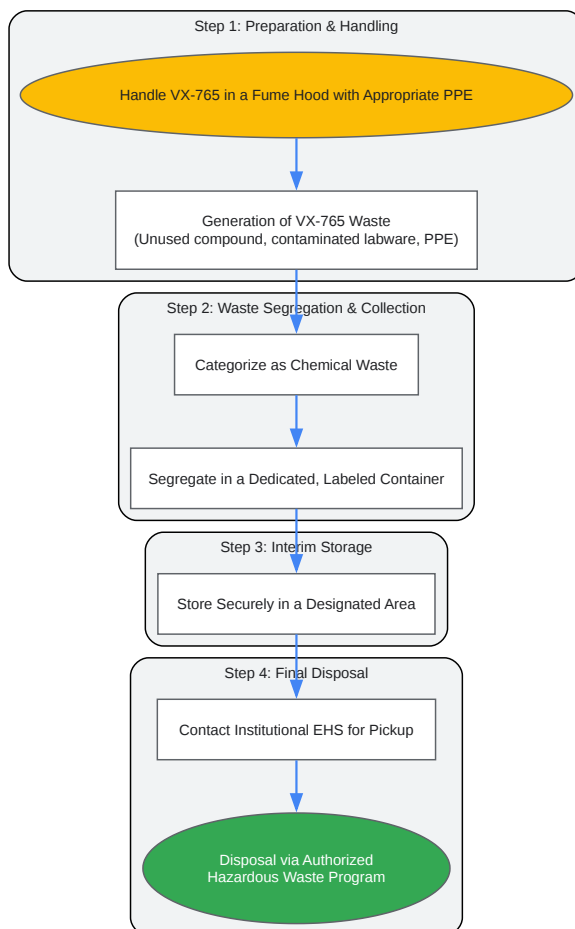 Step 1: Preparation & Handling
Handle VX-765 in a Fume Hood with Appropriate PPE
Generation of VX-765 Waste
(Unused compound, contaminated labware, PPE)
Step 2: Waste Segregation & Collection
Categorize as Chemical Waste
Segregate in a Dedicated, Labeled Container
Step 3: Interim Storage
Store Securely in a Designated Area
Step 4: Final Disposal
Contact Institutional EHS for Pickup
Disposal via Authorized
Hazardous Waste Program